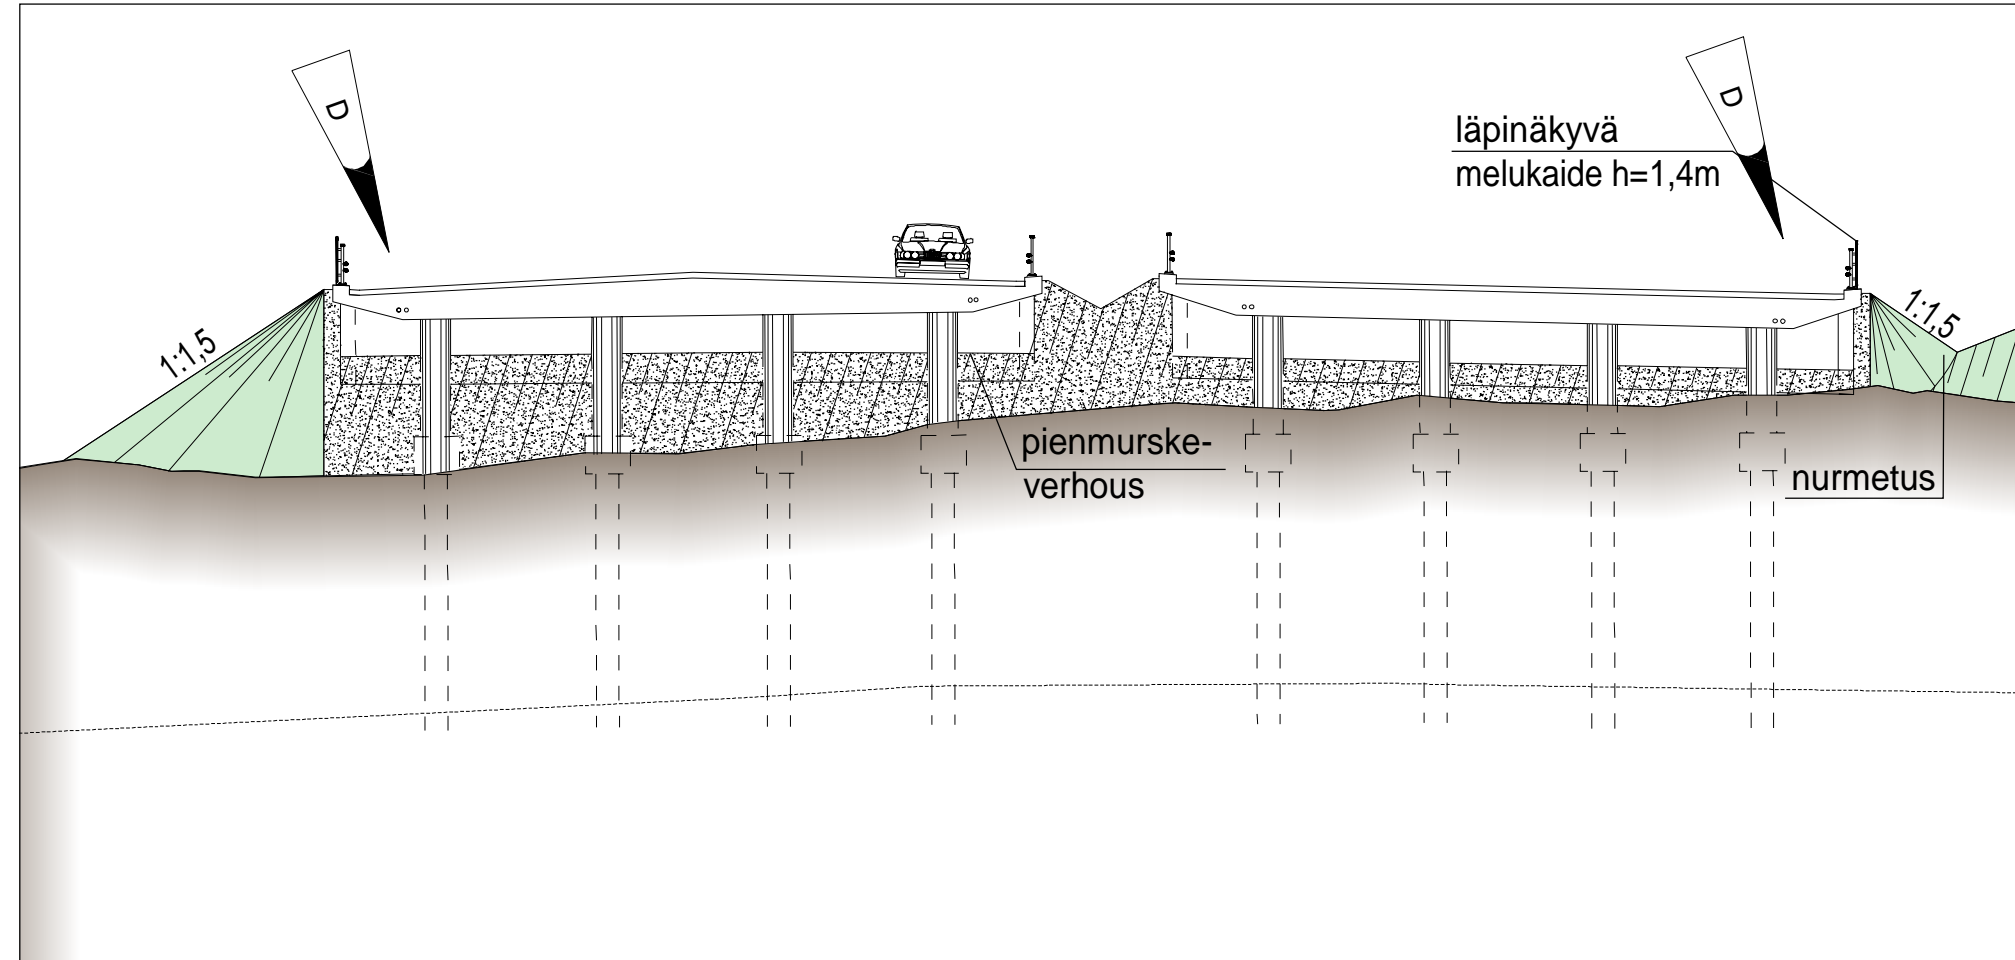 D
D
läpinäkyvä
melukaide h=1,4m
1:1,5
1:1,5
pienmurske-
verhous
nurmetus